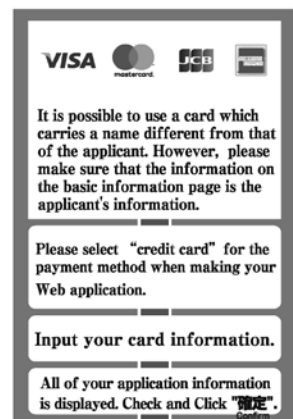 VISA mastercard. JCB
It is possible to use a card which
carries a name different from that
of the applicant. However, please
make sure that the information on
the basic information page is the
applicant's information.
Please select “credit card” for the
payment method when making your
Web application.
Input your card information.
All of your application information
is displayed. Check and Click "確定".
Confirm